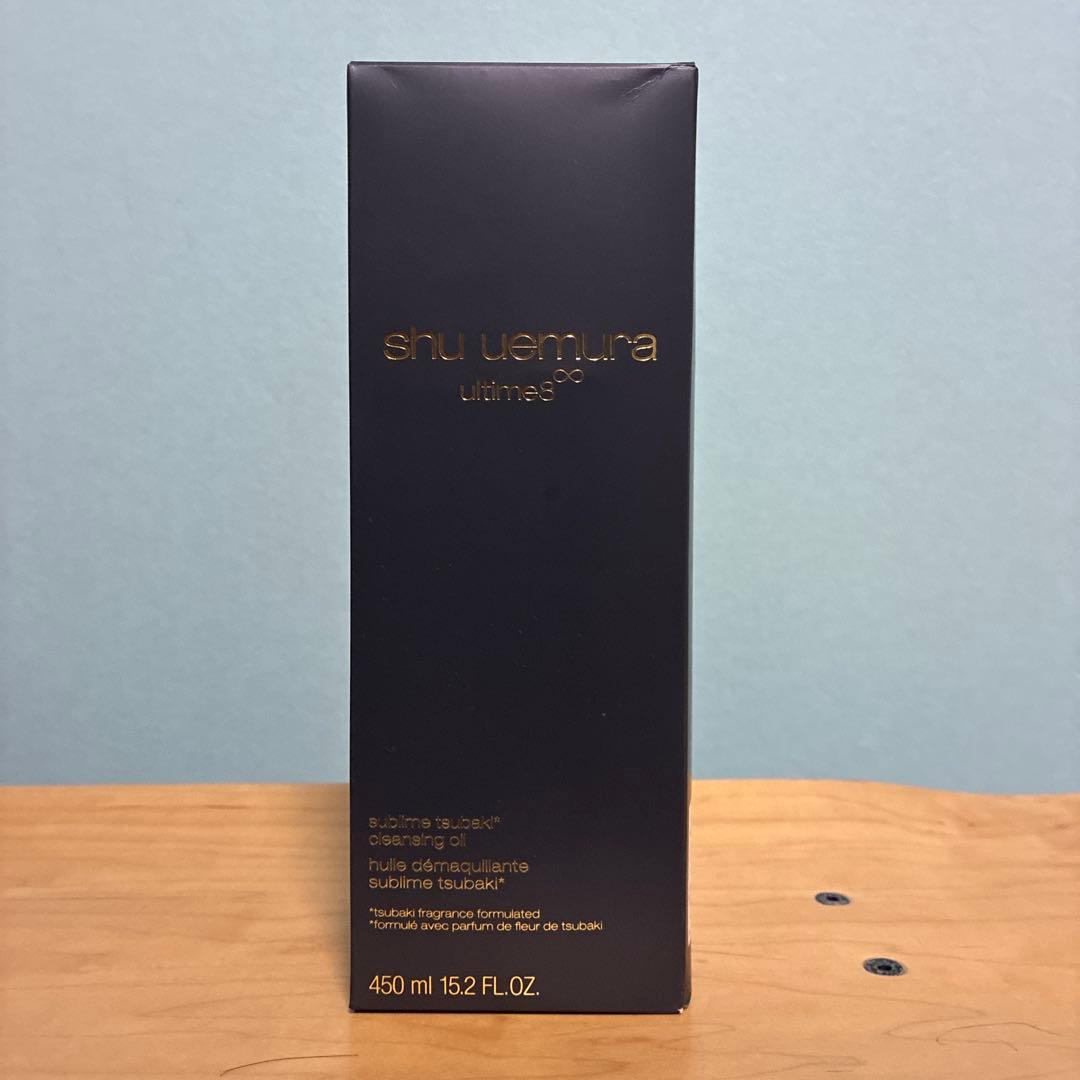 shu uemura
ultime8∞
sublime tsubaki*
cleansing oil
huile démaquillante
sublime tsubaki*
*tsubaki fragrance formulated
*formulé avec parfum de fleur de tsubaki
450 ml 15.2 FL.OZ.